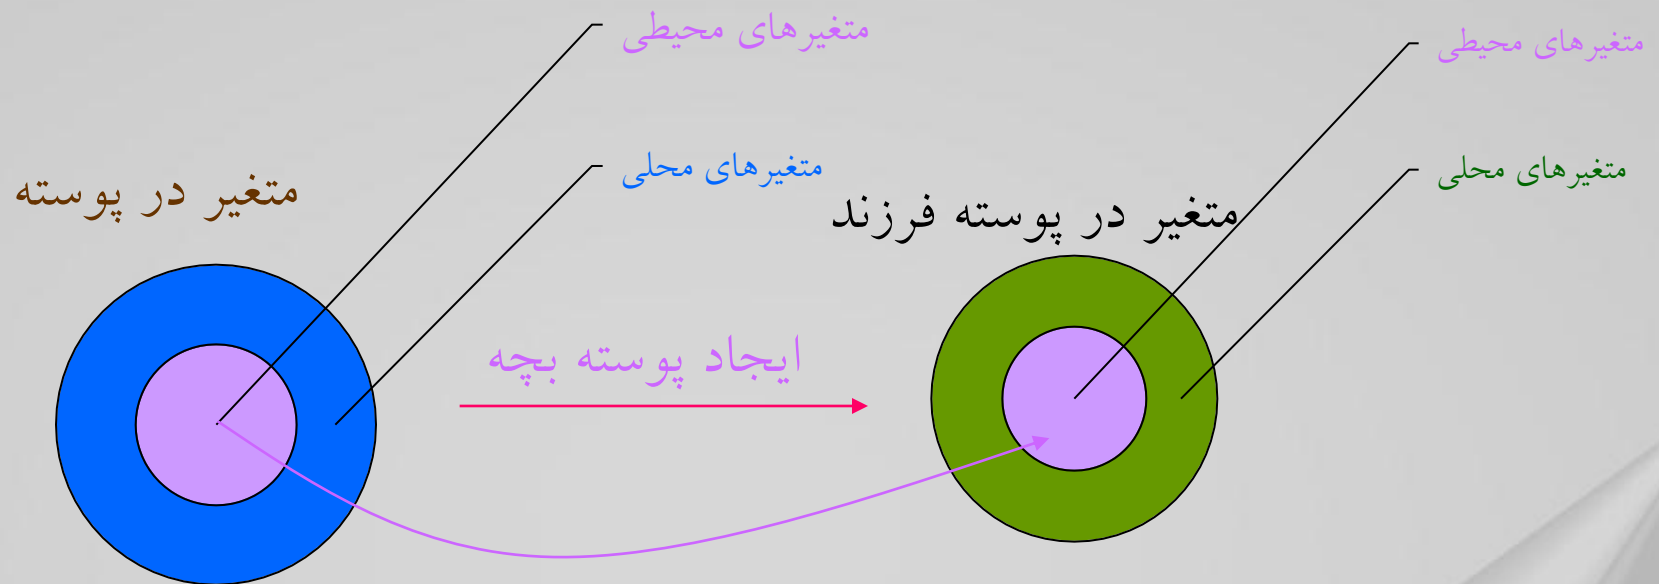 متغیرهای محیطی
متغیرهای محیطی
متغیرهای محلی
متغیرهای محلی
متغیر در پوسته
متغیر در پوسته فرزند
ایجاد پوسته بچه